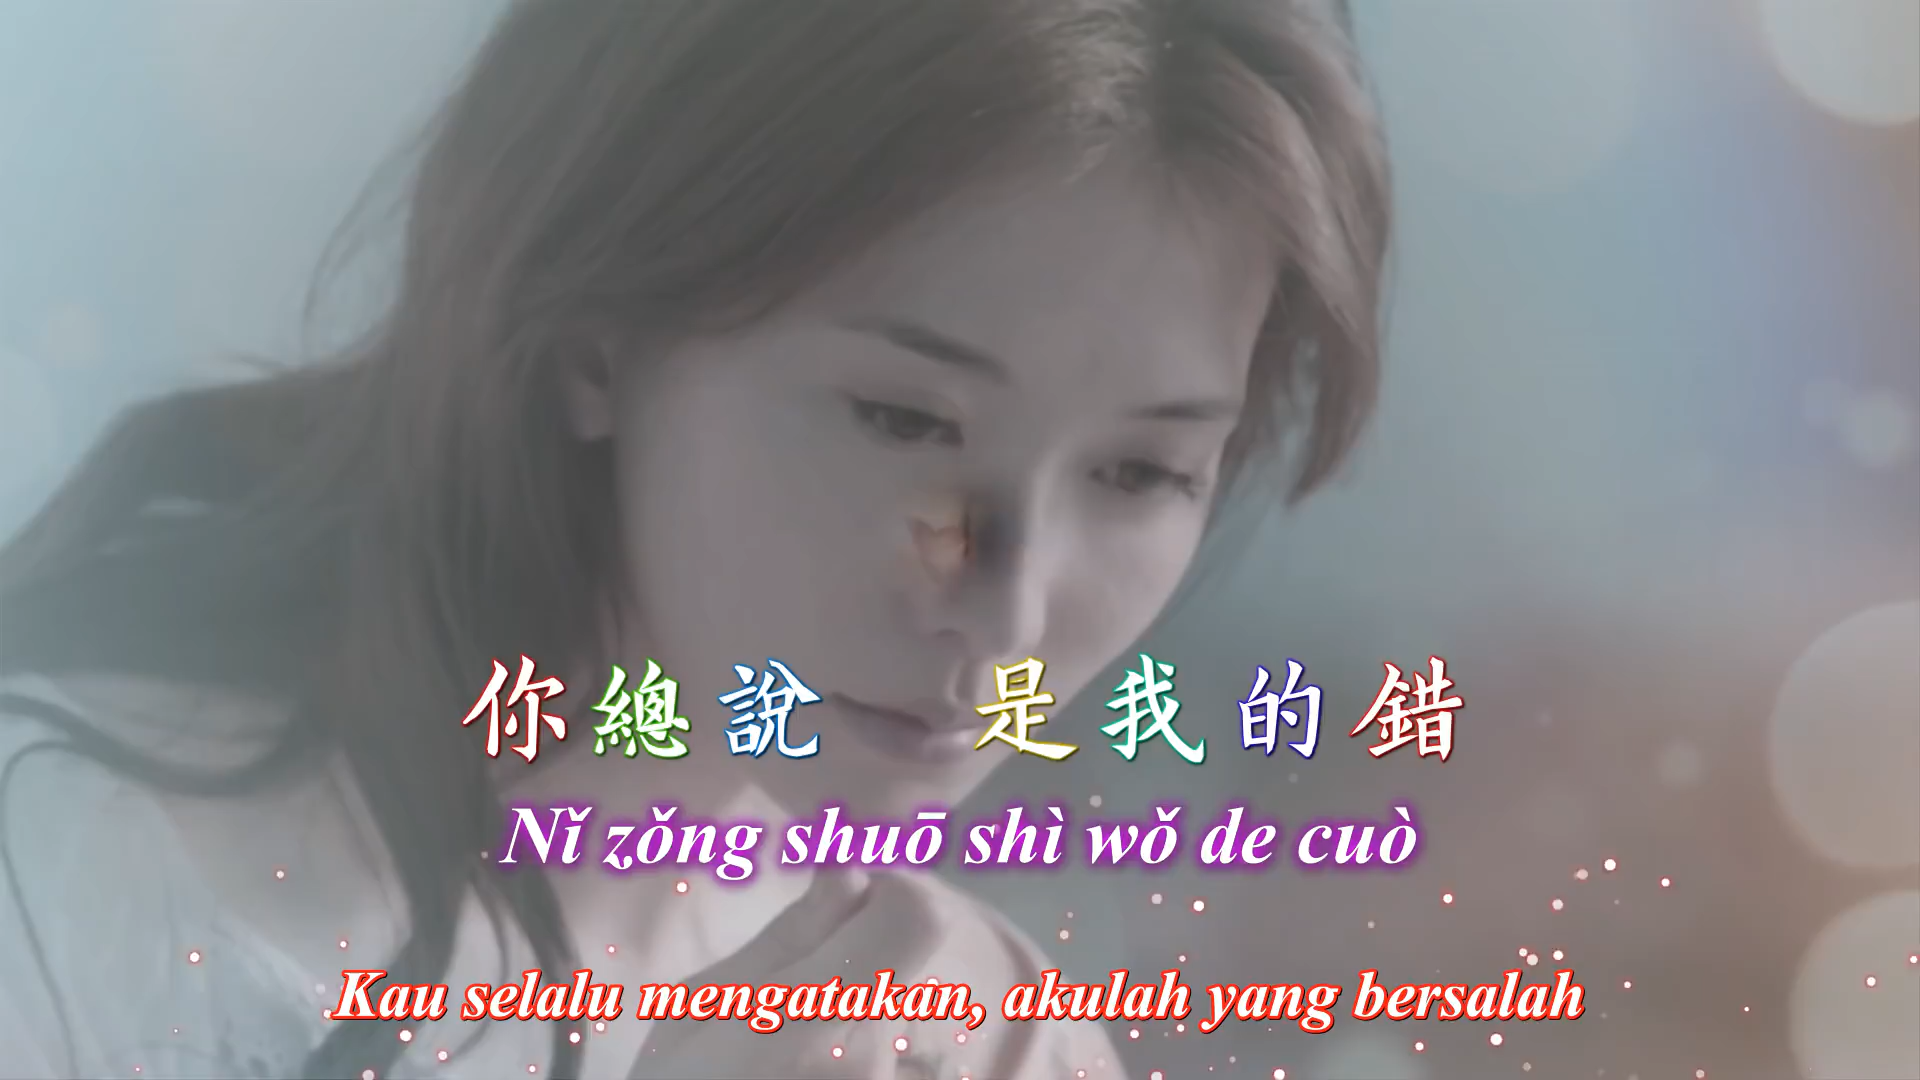 你總說 是我的錯
Nǐ zǒng shuō shì wǒ de cuò
Kau selalu mengatakan, akulah yang bersalah